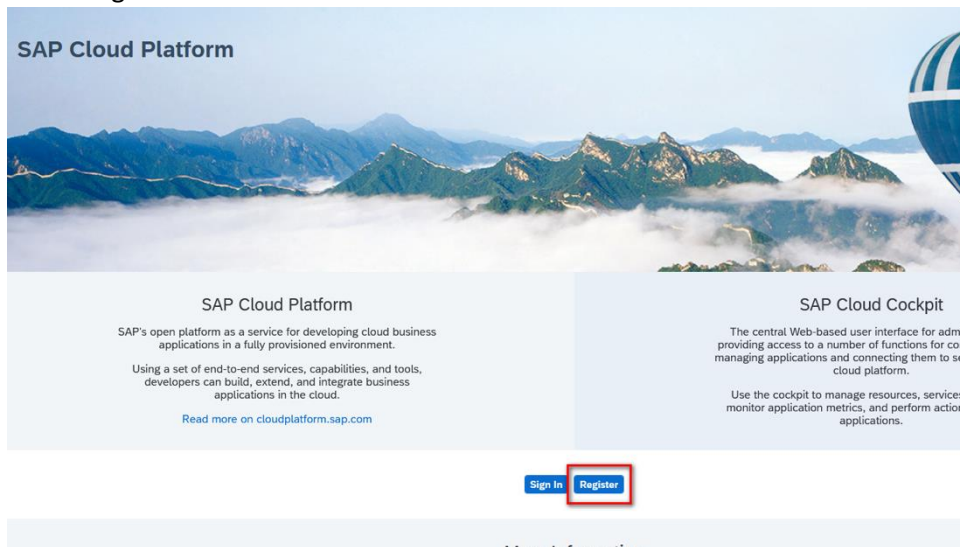 SAP Cloud Platform
SAP Cloud Platform
SAP's open platform as a service for developing cloud business
applications in a fully provisioned environment.
Using a set of end-to-end services, capabilities, and tools,
developers can build, extend, and integrate business
applications in the cloud.
Read more on cloudplatform.sap.com
SAP Cloud Cockpit
The central Web-based user interface for adm
providing access to a number of functions for co
managing applications and connecting them to se
cloud platform.
Use the cockpit to manage resources, services
monitor application metrics, and perform action
applications.
Sign In Register